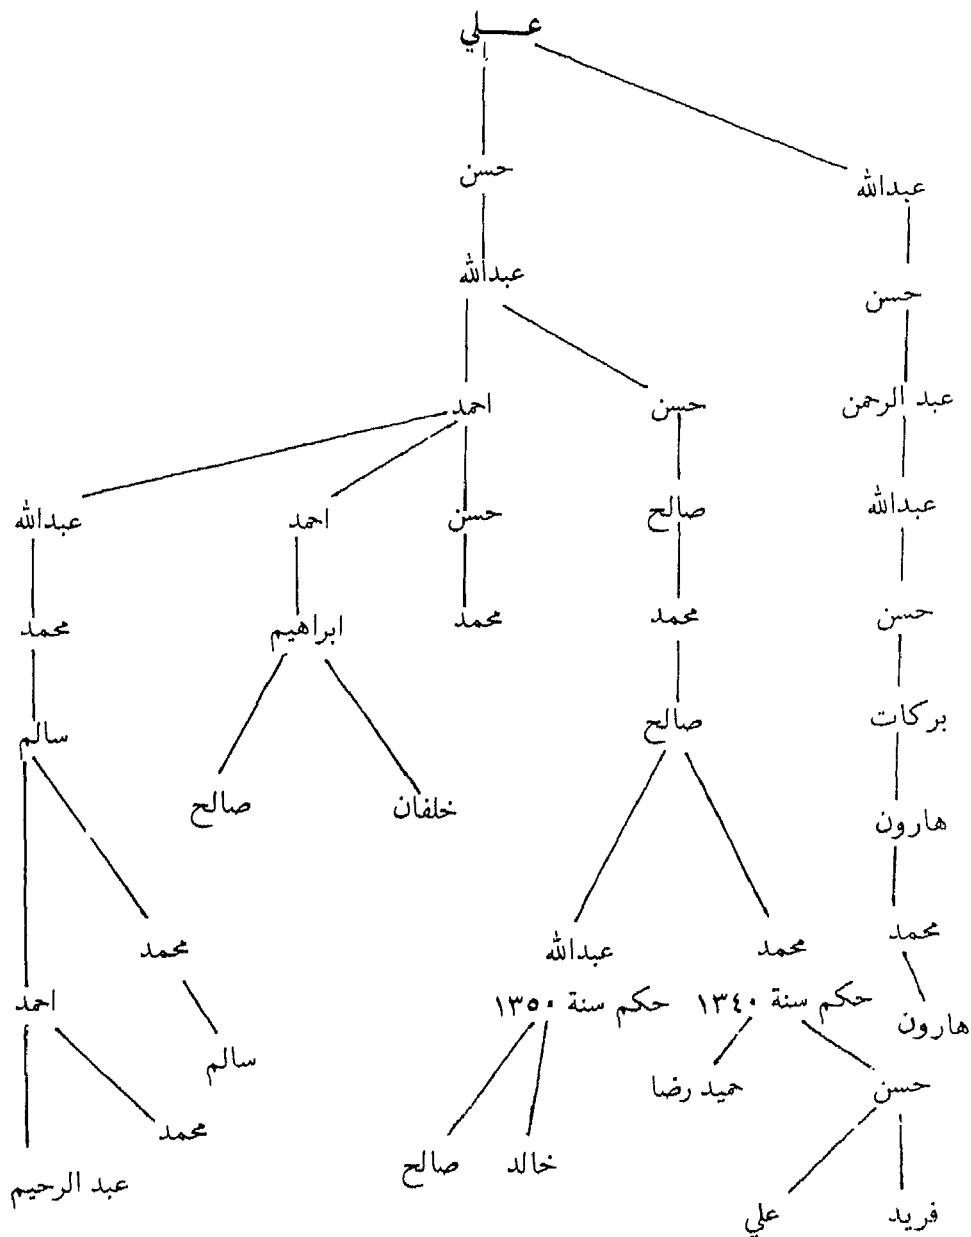 علي
حسن
عبدالله
عبدالله
حسن
احمد
حسن
عبد الرحمن
عبدالله
احمد
حسن
صالح
عبدالله
محمد
ابراهيم
محمد
محمد
حسن
سالم
صالح
بركات
صالح
خلفان
هارون
محمد
عبدالله
محمد
محمد
احمد
حكم سنة ١٣٥٠
حكم سنة ١٣٤٠
هارون
سالم
حميد رضا
حسن
محمد
عبد الرحيم
صالح
خالد
علي
فريد